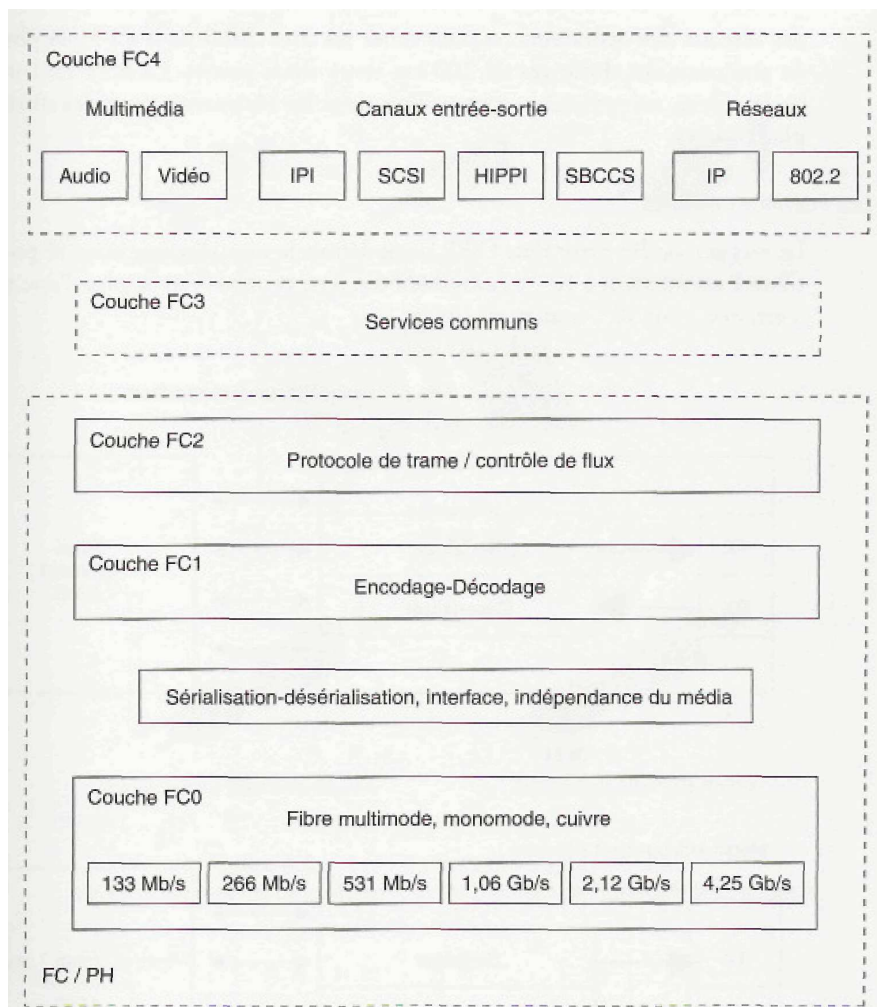 Couche FC4
Multimédia Canaux entrée-sortie Réseaux
Audio Vidéo IPI SCSI HIPPI SBCCS IP 802.2
Couche FC3
Services communs
Couche FC2
Protocole de trame / contrôle de flux
Couche FC1
Encodage-Décodage
Sérialisation-désérialisation, interface, indépendance du média
Couche FC0
Fibre multimode, monomode, cuivre
133 Mb/s 266 Mb/s 531 Mb/s 1,06 Gb/s 2,12 Gb/s 4,25 Gb/s
FC / PH